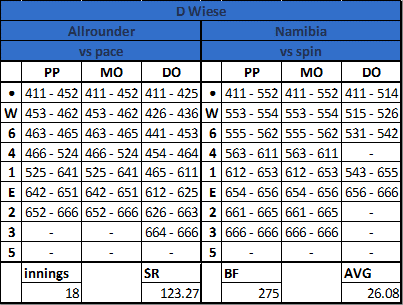 D Wiese
Allrounder Namibia
vs pace vs spin
PP MO DO PP MO DO
• 411 - 452 411 - 452 411 - 425 • 411 - 552 411 - 552 411 - 514
W 453 - 462 453 - 462 426 - 436 W 553 - 554 553 - 554 515 - 526
6 463 - 465 463 - 465 441 - 453 6 555 - 562 555 - 562 531 - 542
4 466 - 524 466 - 524 454 - 464 4 563 - 611 563 - 611 -
1 525 - 641 525 - 641 465 - 611 1 612 - 653 612 - 653 543 - 655
E 642 - 651 642 - 651 612 - 625 E 654 - 656 654 - 656 656 - 666
2 652 - 666 652 - 666 626 - 663 2 661 - 665 661 - 665 -
3 - - 664 - 666 3 666 - 666 666 - 666 -
5 - - - 5 - - -
innings SR BF AVG
18 123.27 275 26.08